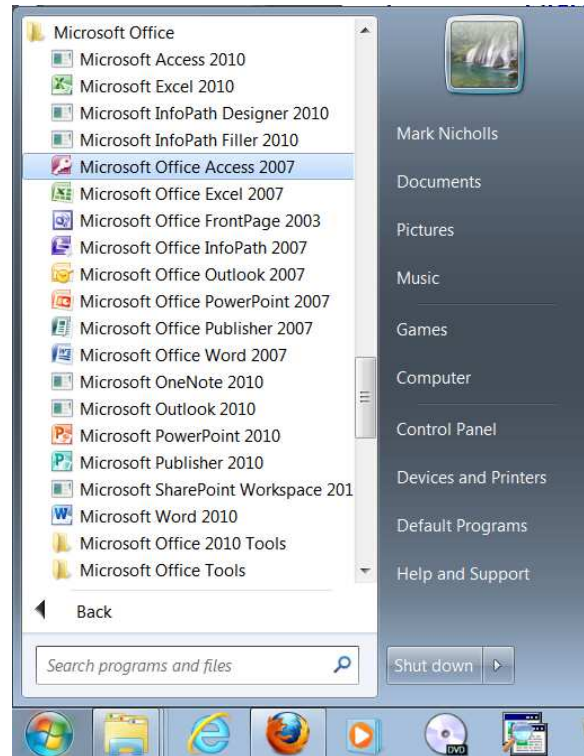 Microsoft Office
Microsoft Access 2010
Microsoft Excel 2010
Microsoft InfoPath Designer 2010
Microsoft InfoPath Filler 2010
Microsoft Office Access 2007
Microsoft Office Excel 2007
Microsoft Office FrontPage 2003
Microsoft Office InfoPath 2007
Microsoft Office Outlook 2007
Microsoft Office PowerPoint 2007
Microsoft Office Publisher 2007
Microsoft Office Word 2007
Microsoft OneNote 2010
Microsoft Outlook 2010
Microsoft PowerPoint 2010
Microsoft Publisher 2010
Microsoft SharePoint Workspace 201
Microsoft Word 2010
Microsoft Office 2010 Tools
Microsoft Office Tools
Back
Search programs and files
Mark Nicholls
Documents
Pictures
Music
Games
Computer
Control Panel
Devices and Printers
Default Programs
Help and Support
Shut down
DVD